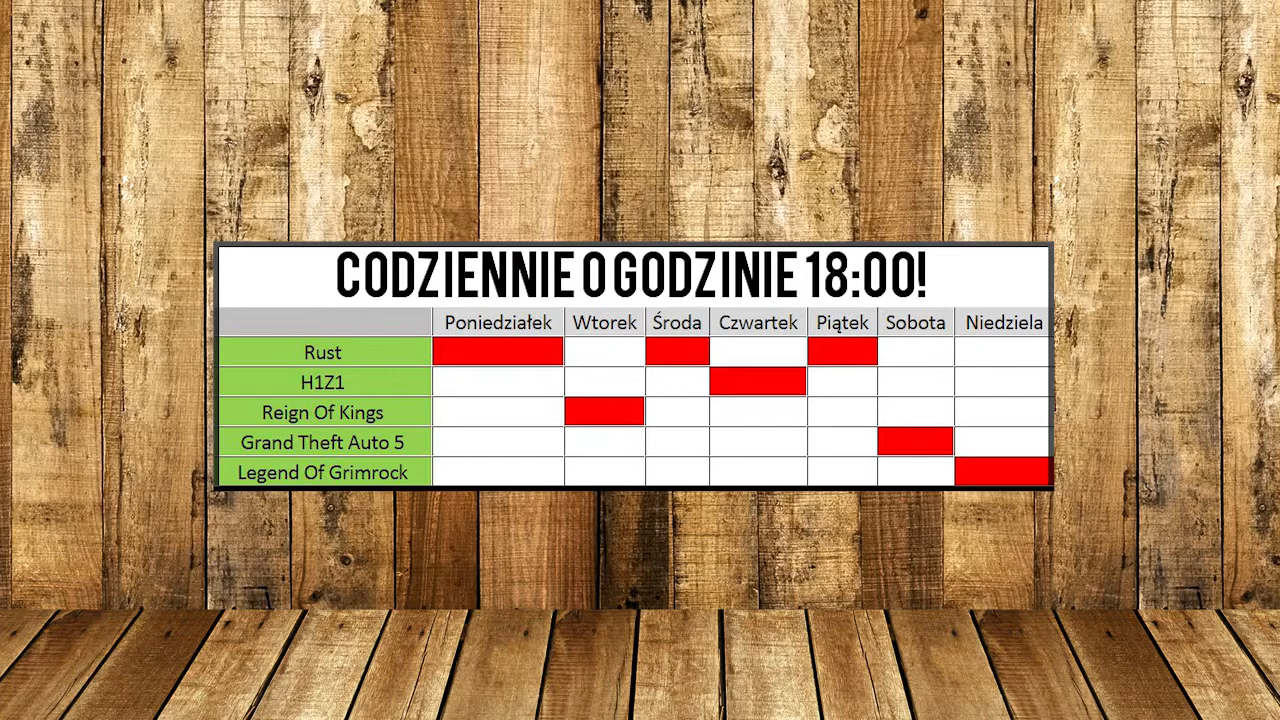 CODZIENNIE O GODZINIE 18:00!
Poniedziałek Wtorek Środa Czwartek Piątek Sobota Niedziela
Rust
H1Z1
Reign Of Kings
Grand Theft Auto 5
Legend Of Grimrock